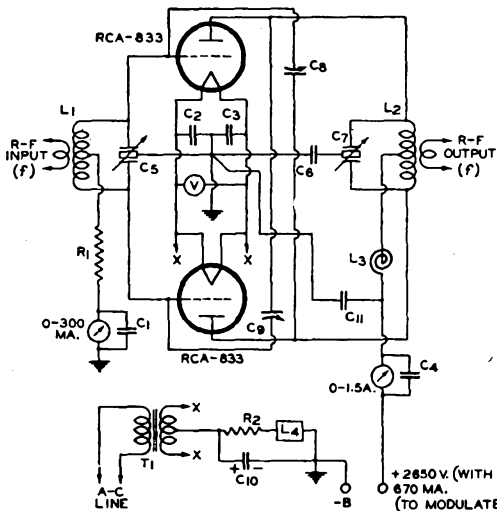 RCA-833
C8
L1
C2 C3
L2
C7
R-F
INPUT
(f)
C5
C6
R-F
OUTPUT
(f)
V
R1
X X
L3
C9
C11
0-300
MA.
C1
RCA-833
C4
0-1.5A.
X
R2
L4
X
T1
C10
+ -
A-C
LINE
-B
+ 2650 V. (WITH
670 MA.
(TO MODULATE